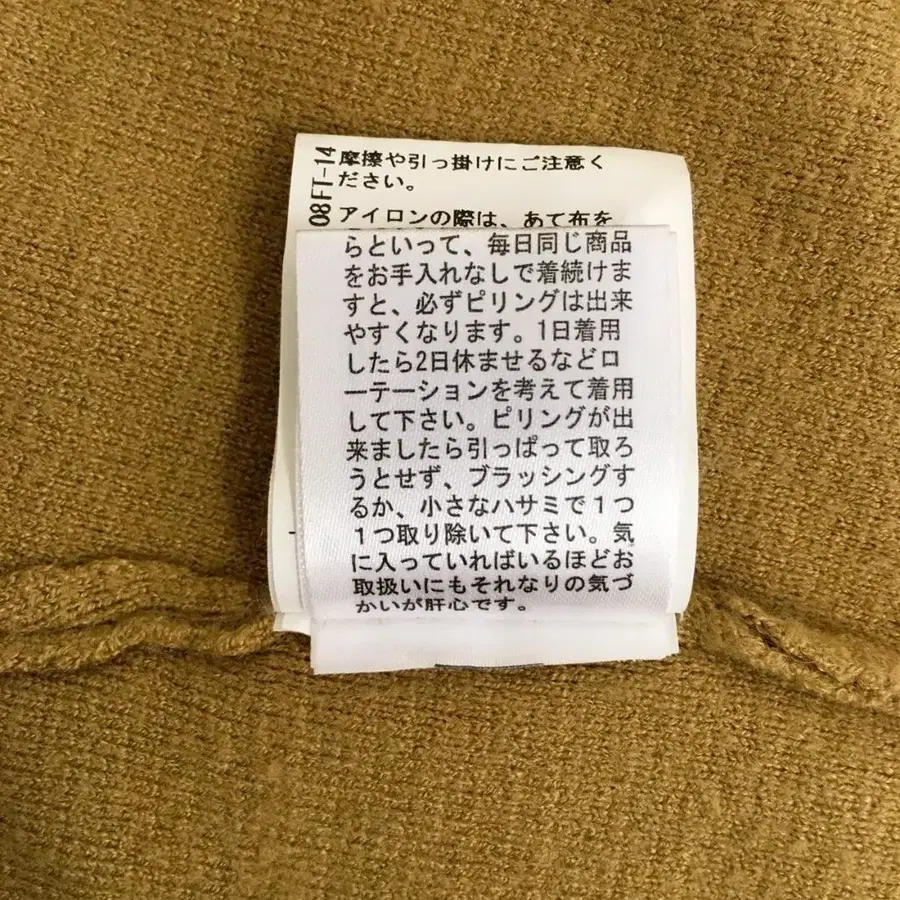 08FT-14
摩擦や引っ掛けにご注意く
ださい。
アイロンの際は、あて布を
らといって、毎日同じ商品
をお手入れなしで着続けま
すと、必ずピリングは出来
やすくなります。1日着用
したら2日休ませるなどロ
ーテーションを考えて着用
して下さい。ピリングが出
来ましたら引っぱって取ろ
うとせず、ブラッシングす
るか、小さなハサミで１つ
１つ取り除いて下さい。気
に入っていればいるほどお
取扱いにもそれなりの気づ
かいが肝心です。